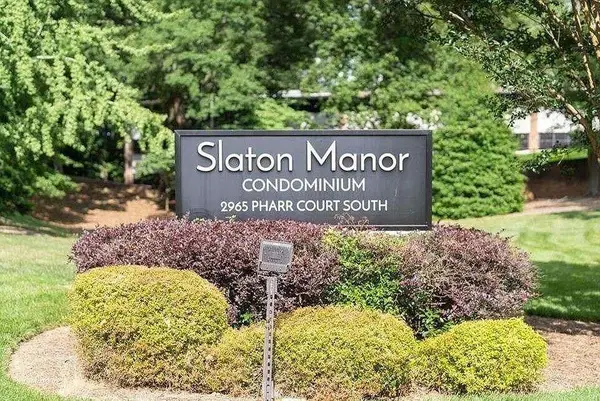 Slaton Manor
CONDOMINIUM
2965 PHARR COURT SOUTH